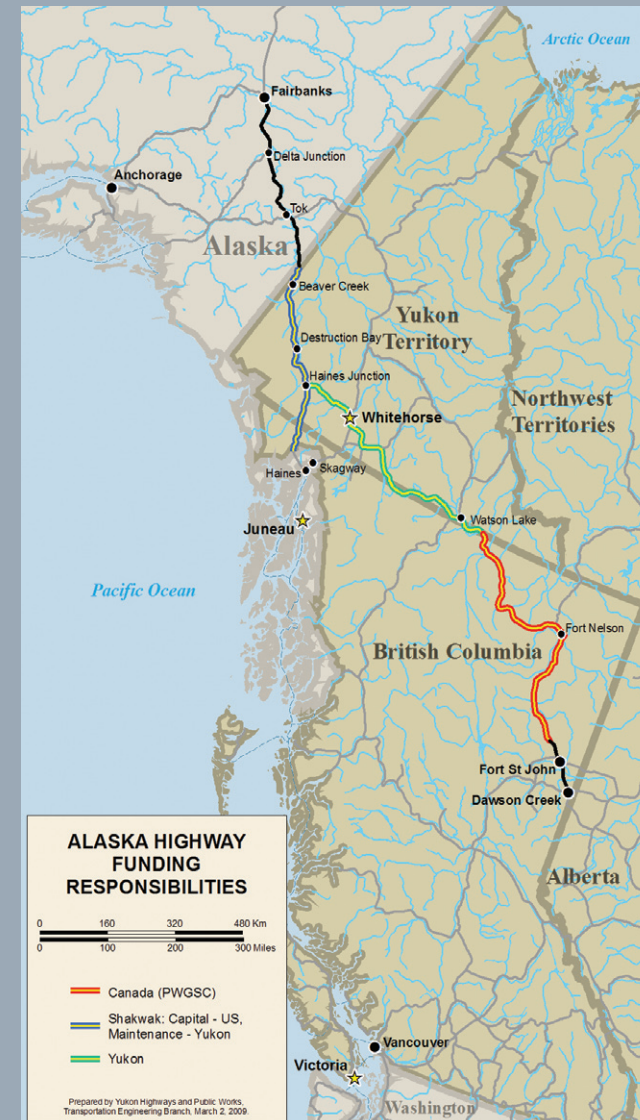 Arctic Ocean
Fairbanks
Delta Junction
Anchorage
Tok
Alaska
Beaver Creek
Yukon
Territory
Destruction Bay
Haines Junction
Northwest
Territories
Whitehorse
Skagway
Haines
Watson Lake
Juneau
Pacific Ocean
Fort Nelson
British Columbia
Fort St John
Dawson Creek
Alberta
ALASKA HIGHWAY
FUNDING
RESPONSIBILITIES
0 160 320 480 Km
0 100 200 300 Miles
Canada (PWGSC)
Shakwak: Capital - US,
Maintenance - Yukon
Yukon
Prepared by Yukon Highways and Public Works,
Transportation Engineering Branch, March 2, 2009.
Vancouver
Victoria
Washington